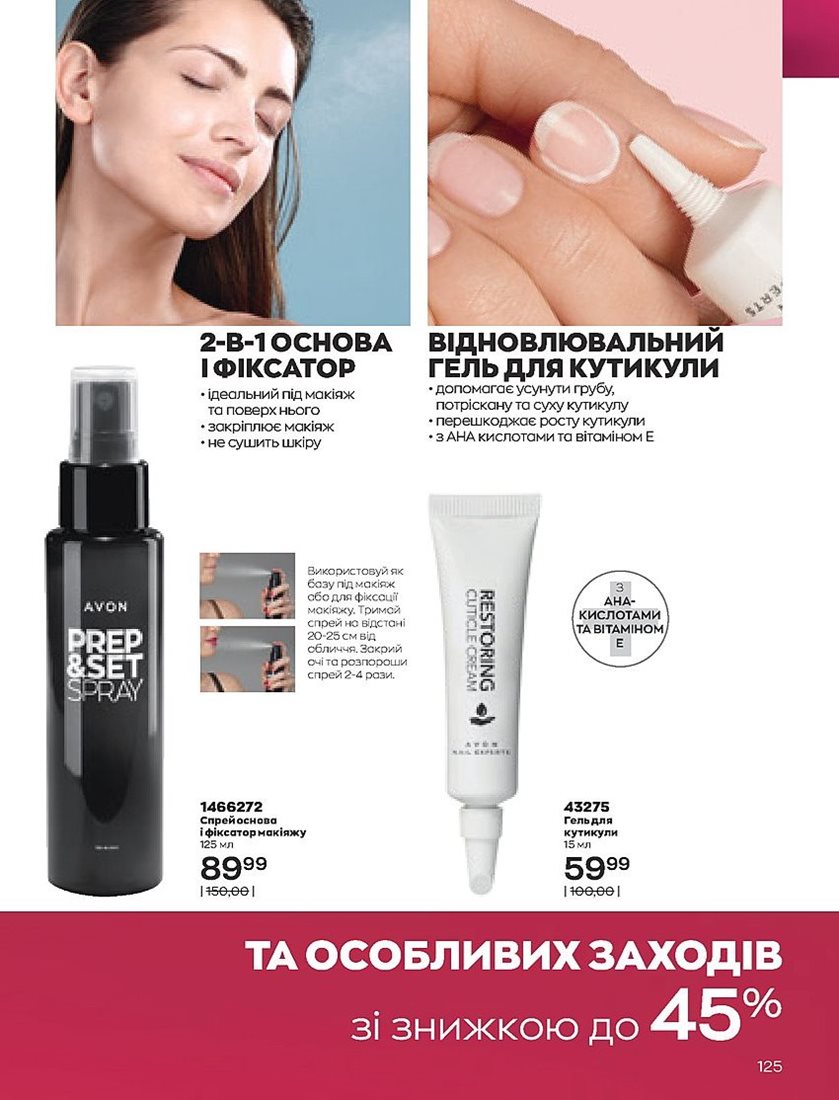 2-В-1 ОСНОВА
І ФІКСАТОР
• ідеальний під макіяж
та поверх нього
• закріплює макіяж
• не сушить шкіру
ВІДНОВЛЮВАЛЬНИЙ
ГЕЛЬ ДЛЯ КУТИКУЛИ
• допомагає усунути грубу,
потріскану та суху кутикулу
• перешкоджає росту кутикули
• з АНА кислотами та вітаміном Е
AVON
PREP
&SET
SPRAY
Використовуй як
базу під макіяж
або для фіксації
макіяжу. Тримай
спрей на відстані
20-25 см від
обличчя. Закрий
очі та розпороши
спрей 2-4 рази.
RESTORING
CUTICLE CREAM
AVON
NAIL EXPERTS
З
АНА-
КИСЛОТАМИ
ТА ВІТАМІНОМ
Е
1466272
Спрей основа
і фіксатор макіяжу
125 мл
89⁹⁹
| 150,00 |
43275
Гель для
кутикули
15 мл
59⁹⁹
| 100,00 |
ТА ОСОБЛИВИХ ЗАХОДІВ
зі знижкою до 45%
125